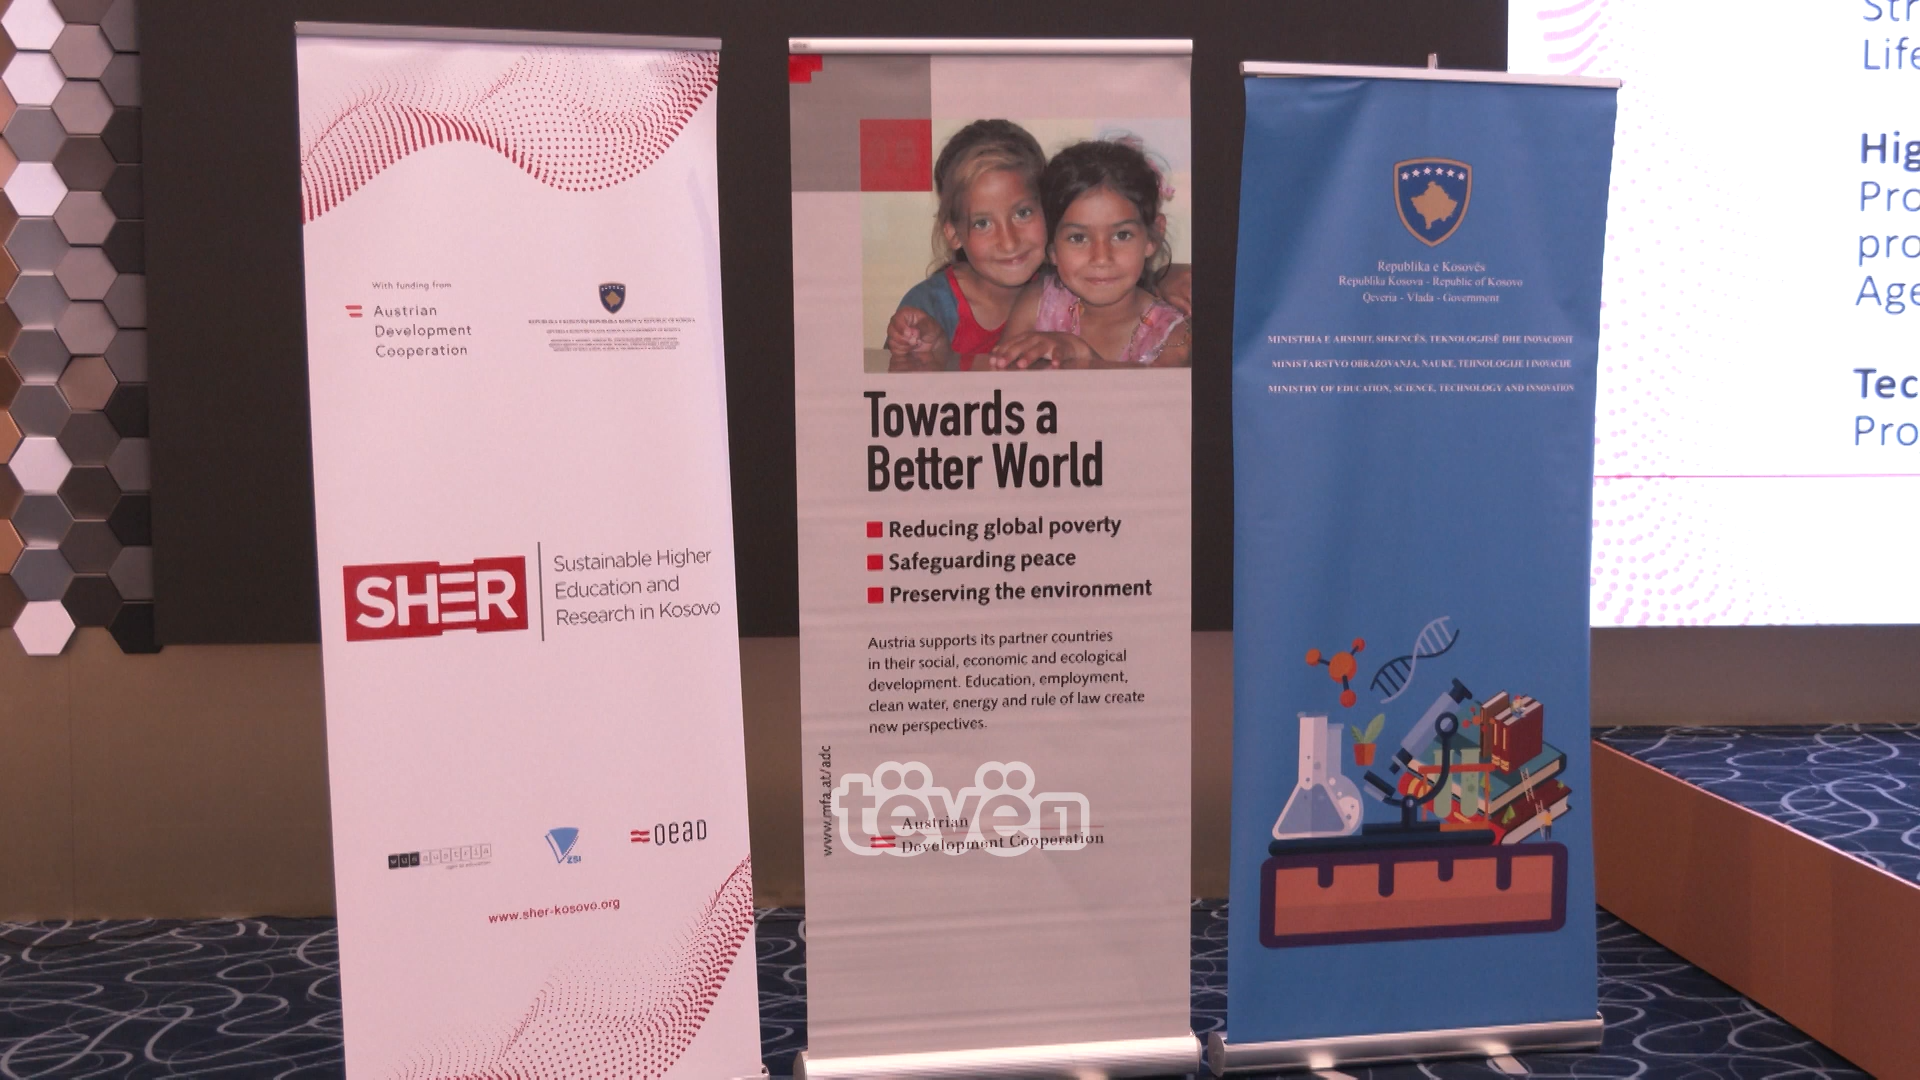 With funding from
Austrian
Development
Cooperation
SHER
Sustainable Higher
Education and
Research in Kosovo
wus austria
ZSI
oead
www.sher-kosovo.org
Towards a
Better World
Reducing global poverty
Safeguarding peace
Preserving the environment
Austria supports its partner countries
in their social, economic and ecological
development. Education, employment,
clean water, energy and rule of law create
new perspectives.
www.mfa.at/adc
tëvën
Austrian
Development Cooperation
Republika e Kosovës
Republika Kosova - Republic of Kosovo
Qeveria - Vlada - Government
MINISTRIA E ARSIMIT, SHKENCËS, TEKNOLOGJISË DHE INOVACIONIT
MINISTARSTVO OBRAZOVANJA, NAUKE, TEHNOLOGIJE I INOVACIJE
MINISTRY OF EDUCATION, SCIENCE, TECHNOLOGY AND INNOVATION
Str
Life
Hig
Pro
pro
Age
Tec
Pro